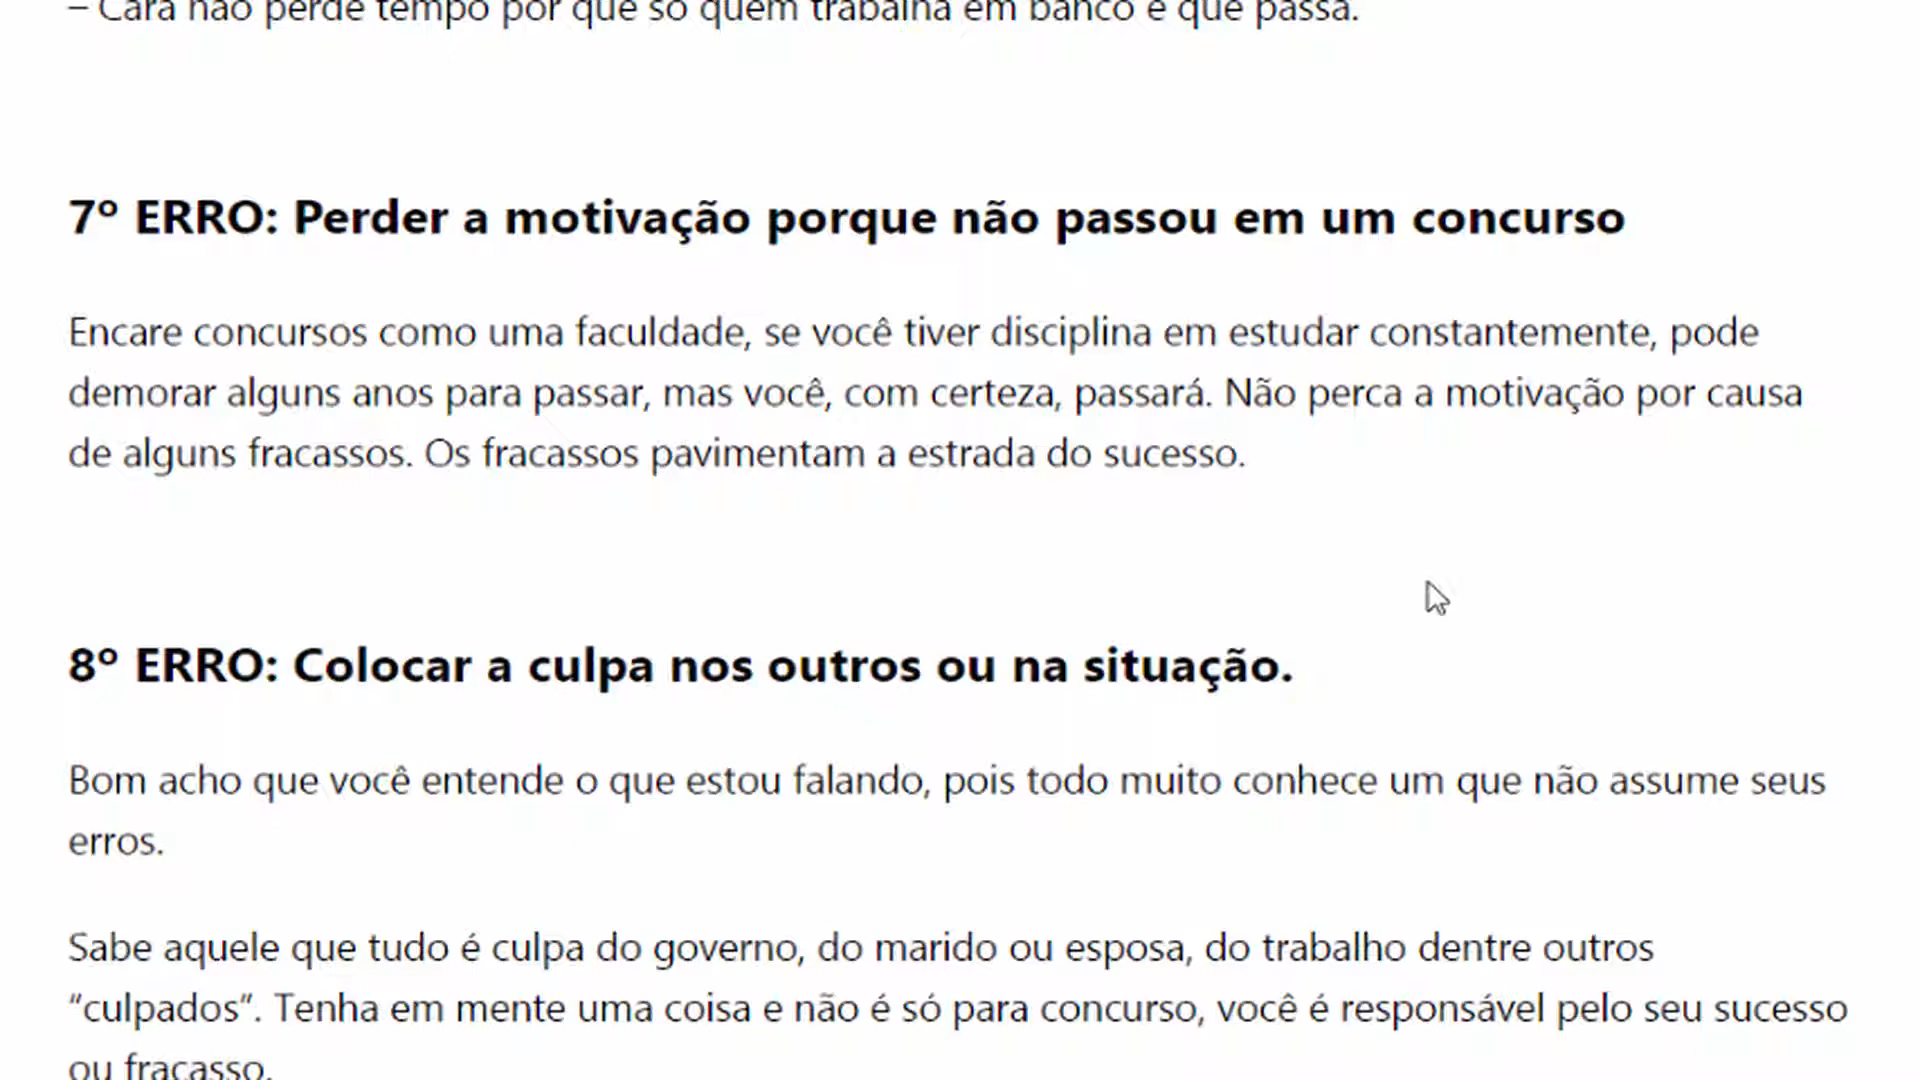 – Cara não perde tempo por que só quem trabalha em banco é que passa.
7º ERRO: Perder a motivação porque não passou em um concurso
Encare concursos como uma faculdade, se você tiver disciplina em estudar constantemente, pode
demorar alguns anos para passar, mas você, com certeza, passará. Não perca a motivação por causa
de alguns fracassos. Os fracassos pavimentam a estrada do sucesso.
8º ERRO: Colocar a culpa nos outros ou na situação.
Bom acho que você entende o que estou falando, pois todo muito conhece um que não assume seus
erros.
Sabe aquele que tudo é culpa do governo, do marido ou esposa, do trabalho dentre outros
“culpados”. Tenha em mente uma coisa e não é só para concurso, você é responsável pelo seu sucesso
ou fracasso.